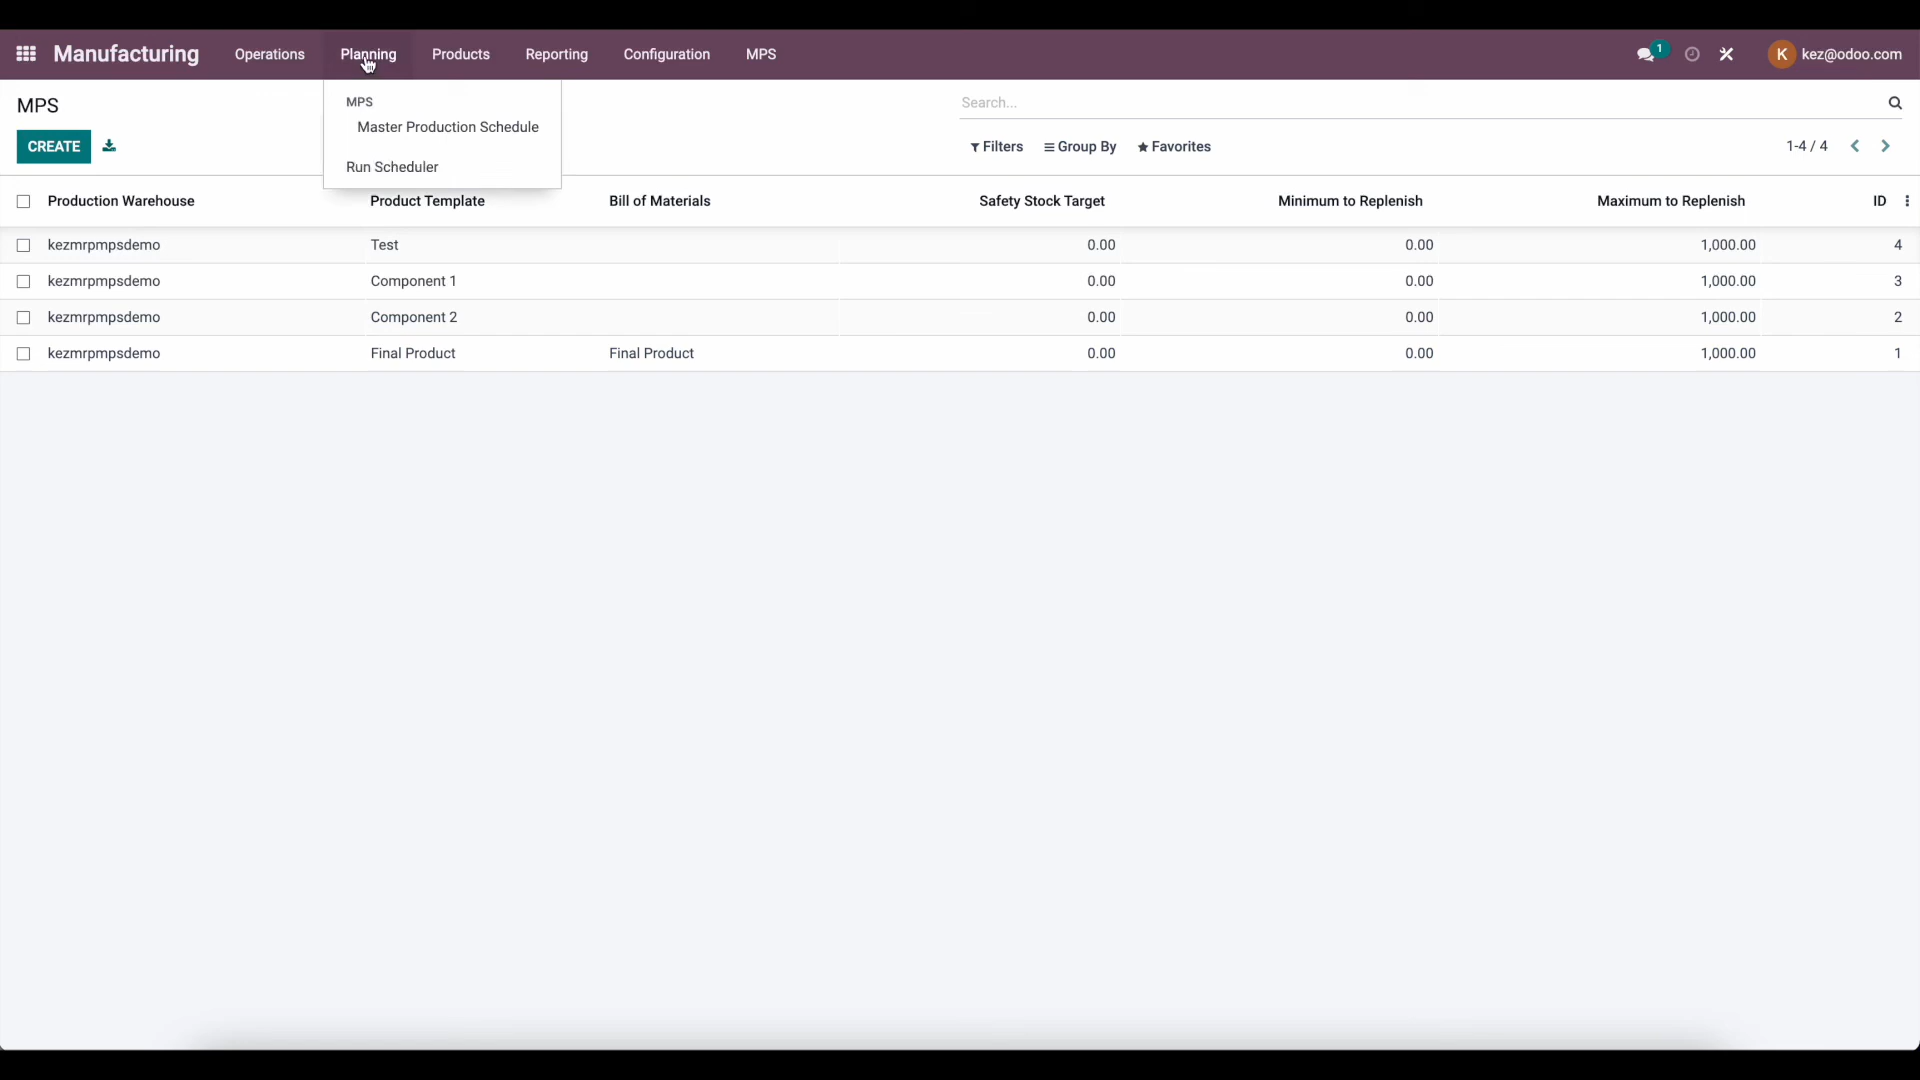 Manufacturing Operations Planning Products Reporting Configuration MPS 1 K kez@odoo.com
MPS
MPS
Master Production Schedule
Run Scheduler
Search...
CREATE
Filters Group By Favorites 1-4 / 4
Production Warehouse Product Template Bill of Materials Safety Stock Target Minimum to Replenish Maximum to Replenish ID
kezmrpmpsdemo Test 0.00 0.00 1,000.00 4
kezmrpmpsdemo Component 1 0.00 0.00 1,000.00 3
kezmrpmpsdemo Component 2 0.00 0.00 1,000.00 2
kezmrpmpsdemo Final Product Final Product 0.00 0.00 1,000.00 1